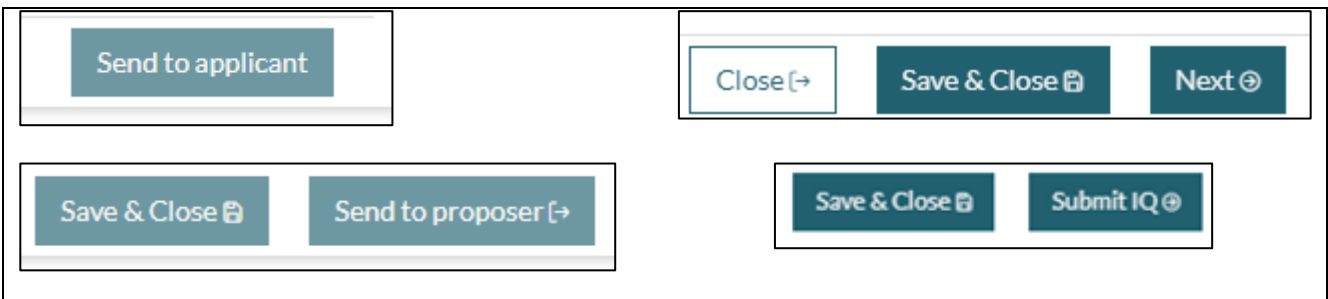 Send to applicant
Close Save & Close Next
Save & Close Send to proposer
Save & Close Submit IQ